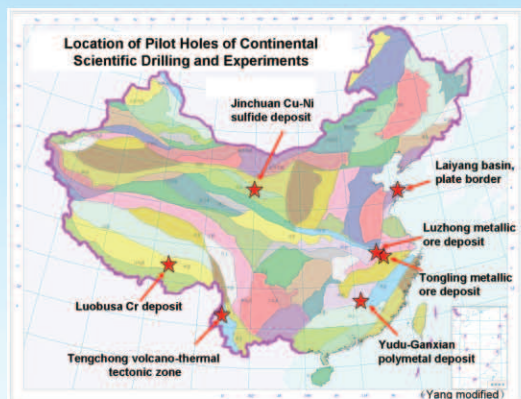 Location of Pilot Holes of Continental
Scientific Drilling and Experiments
Jinchuan Cu-Ni
sulfide deposit
Laiyang basin,
plate border
Luzhong metallic
ore deposit
Tongling metallic
ore deposit
Luobusa Cr deposit
Yudu-Ganxian
polymetal deposit
Tengchong volcano-thermal
tectonic zone
(Yang modified)